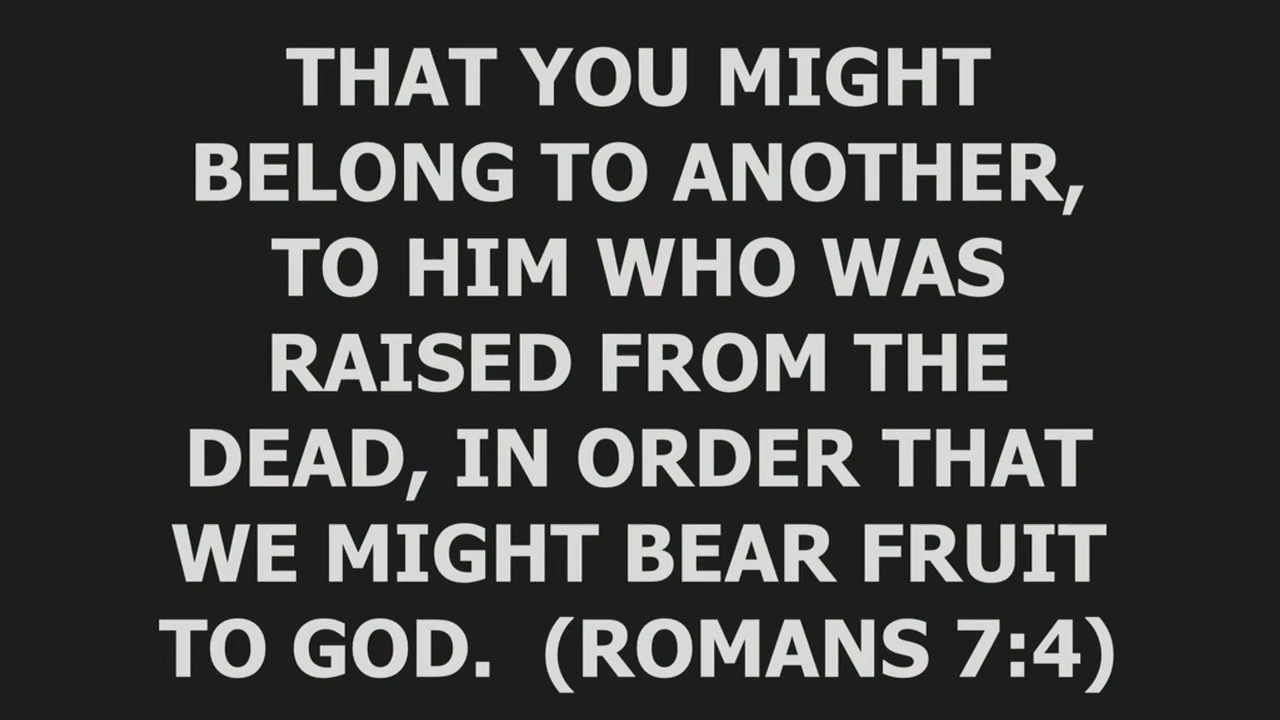 THAT YOU MIGHT
BELONG TO ANOTHER,
TO HIM WHO WAS
RAISED FROM THE
DEAD, IN ORDER THAT
WE MIGHT BEAR FRUIT
TO GOD.  (ROMANS 7:4)